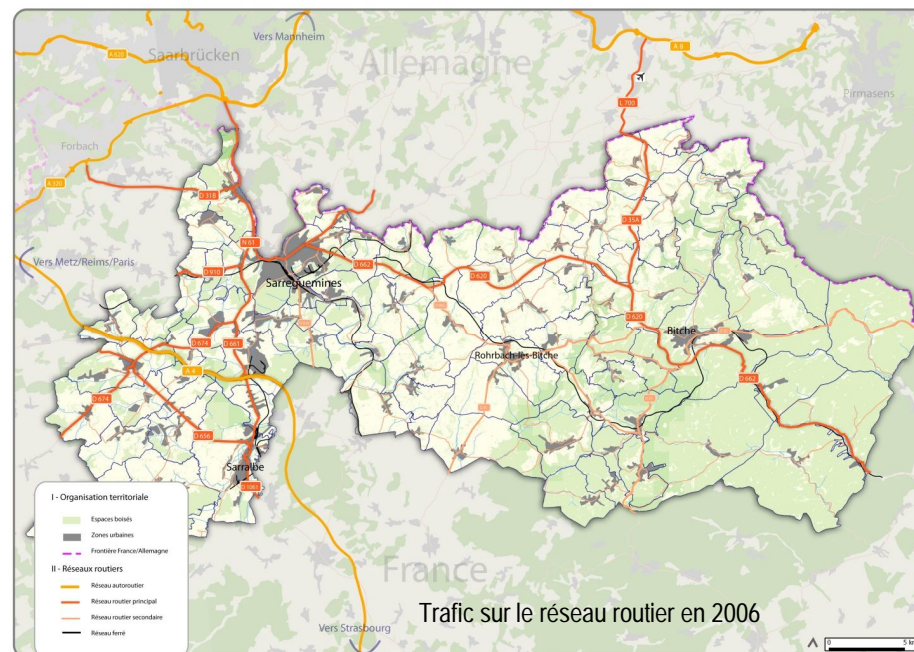 Vers Mannheim
Saarbrücken
A 620
Allemagne
A 8
L 700
Pirmasens
Forbach
A 320
D 31B
N 61
D 35A
Vers Metz/Reims/Paris
D 910
D 662
D 620
Sarreguemines
D 620
Bitche
D 674
D 661
Rohrbach-lès-Bitche
A 4
D 662
D 674
D 656
Sarralbe
D 1061
I - Organisation territoriale
Espaces boisés
Zones urbaines
Frontière France/Allemagne
II - Réseaux routiers
Réseau autoroutier
Réseau routier principal
Réseau routier secondaire
Réseau ferré
France
Trafic sur le réseau routier en 2006
Vers Strasbourg
0 5 km